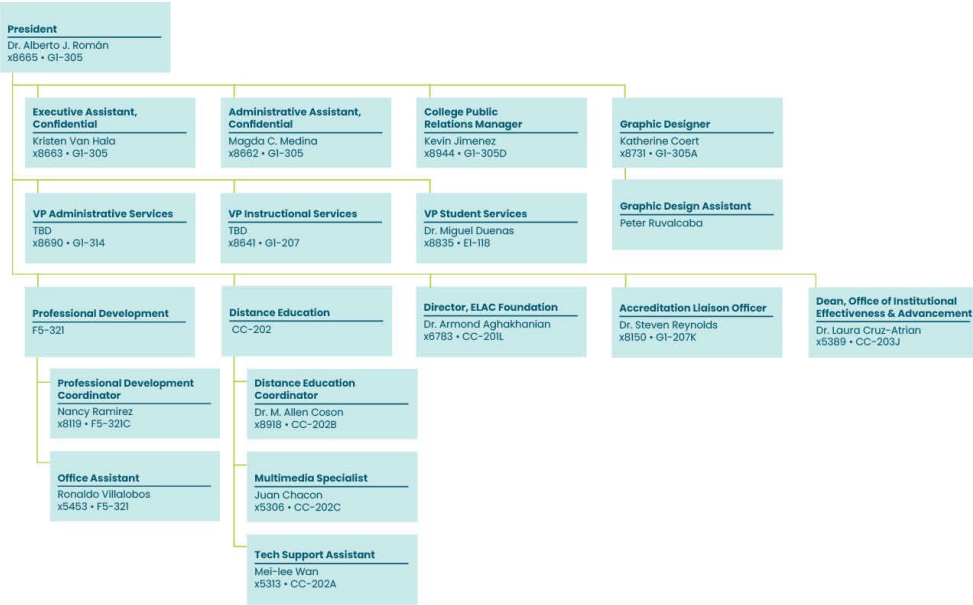 President
Dr. Alberto J. Román
x8665 • G1-305
Executive Assistant,
Confidential
Kristen Van Hala
x8663 • G1-305
Administrative Assistant,
Confidential
Magda C. Medina
x8662 • G1-305
College Public
Relations Manager
Kevin Jimenez
x8944 • G1-305D
Graphic Designer
Katherine Coert
x8731 • G1-305A
VP Administrative Services
TBD
x8690 • G1-314
VP Instructional Services
TBD
x8641 • G1-207
VP Student Services
Dr. Miguel Duenas
x8835 • E1-118
Graphic Design Assistant
Peter Ruvalcaba
Professional Development
F5-321
Distance Education
CC-202
Director, ELAC Foundation
Dr. Armond Aghakhanian
x6783 • CC-201L
Accreditation Liaison Officer
Dr. Steven Reynolds
x8150 • G1-207K
Dean, Office of Institutional
Effectiveness & Advancement
Dr. Laura Cruz-Atrian
x5389 • CC-203J
Professional Development
Coordinator
Nancy Ramirez
x8119 • F5-321C
Distance Education
Coordinator
Dr. M. Allen Coson
x8918 • CC-202B
Office Assistant
Ronaldo Villalobos
x5453 • F5-321
Multimedia Specialist
Juan Chacon
x5306 • CC-202C
Tech Support Assistant
Mei-lee Wan
x5313 • CC-202A